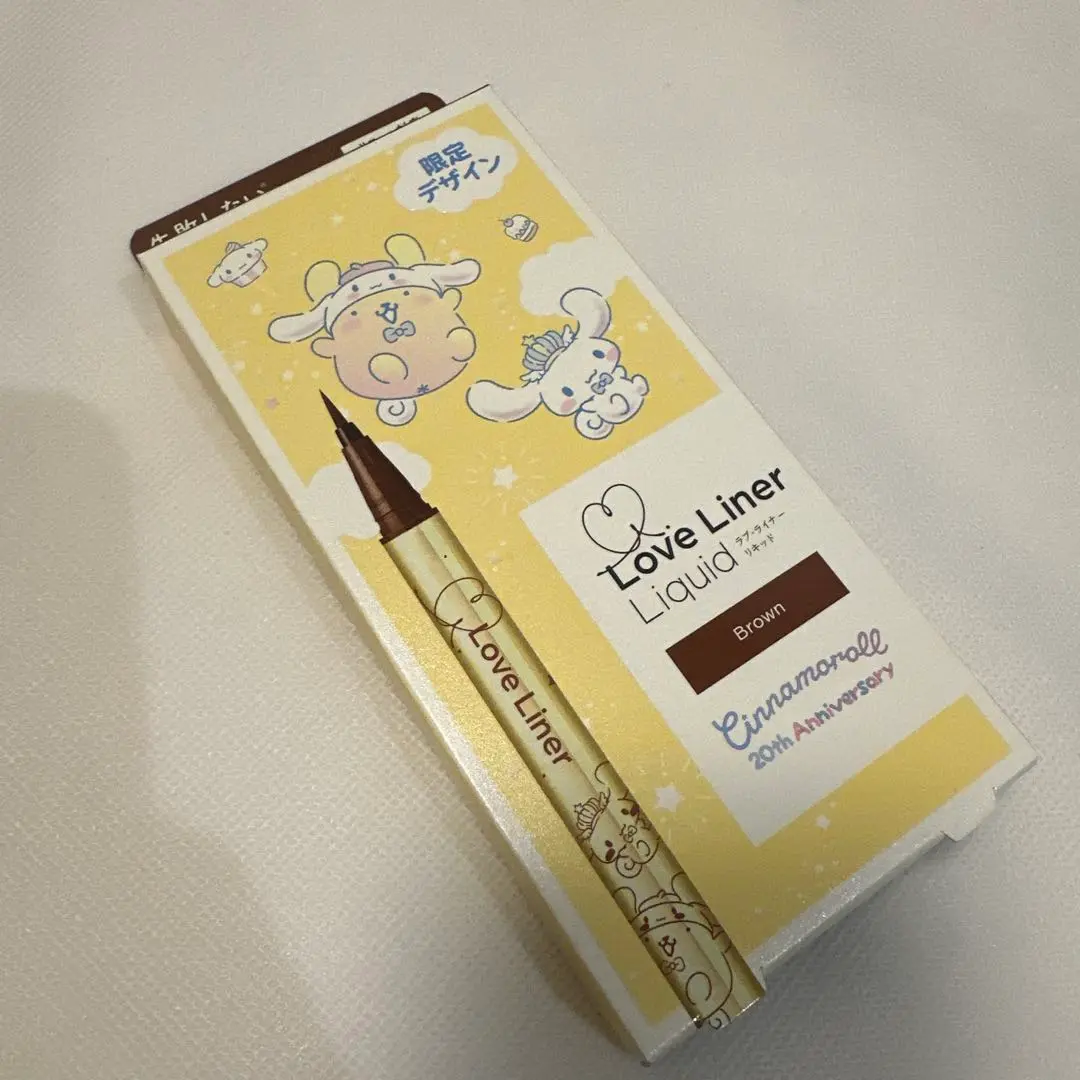 限定
デザイン
Love Liner
Liquid
ラブ・ライナー
リキッド
Brown
Cinnamoroll
20th Anniversary
Love Liner